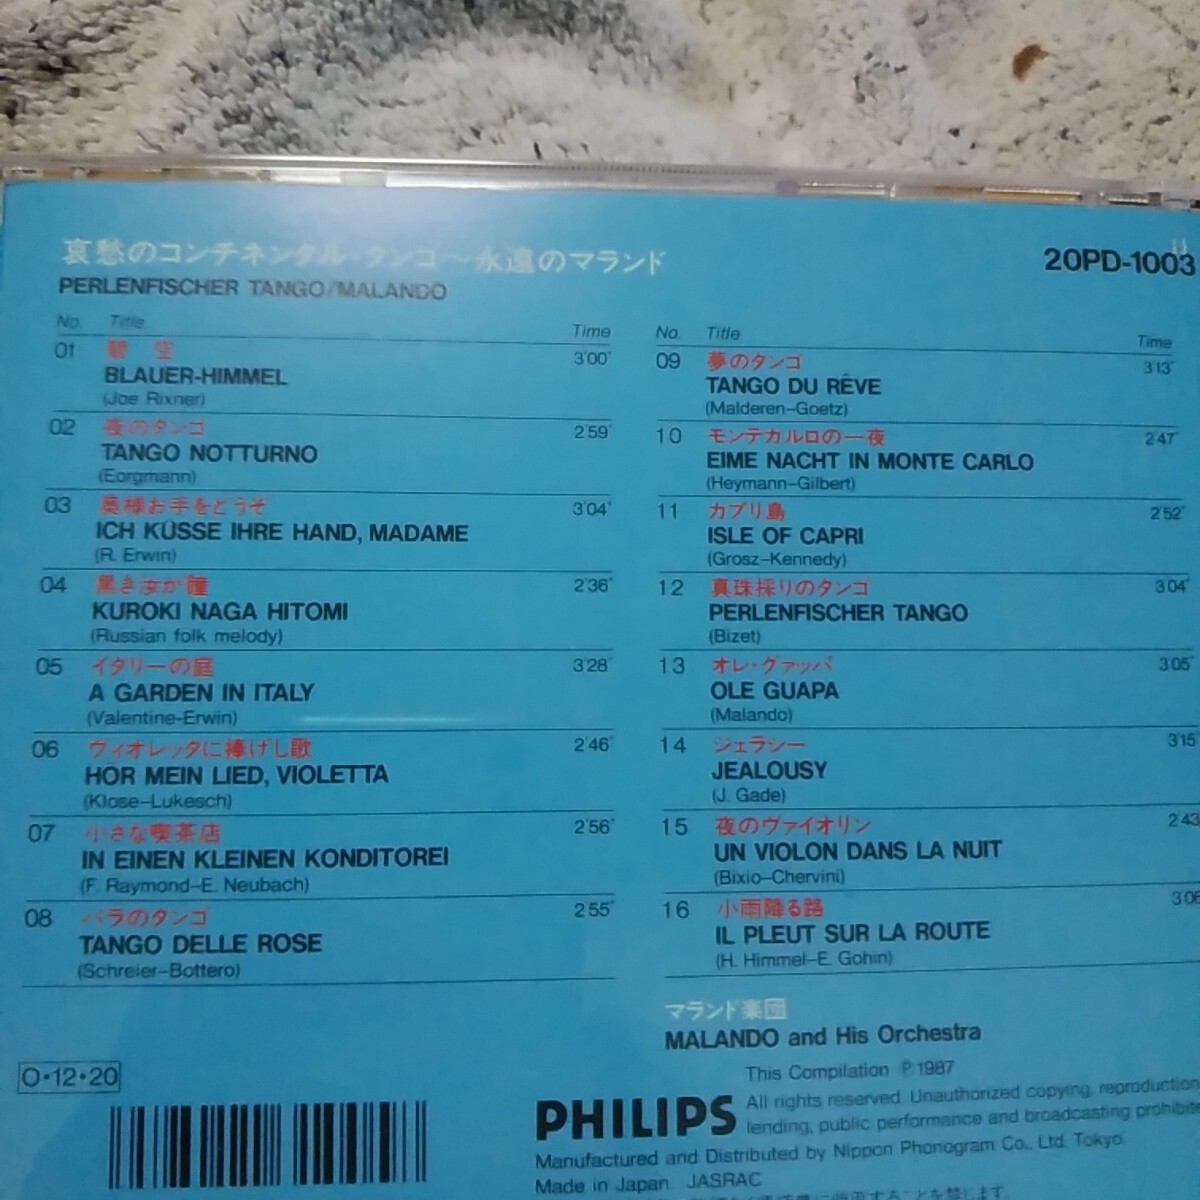 哀愁のコンチネンタル・タンゴ〜永遠のマランド
20PD-1003
PERLENFISCHER TANGO/MALANDO
No. Title Time
01 碧 空 3'00"
BLAUER-HIMMEL
(Joe Rixner)
02 夜のタンゴ 2'59"
TANGO NOTTURNO
(Eorgmann)
03 奥様お手をどうぞ 3'04"
ICH KÜSSE IHRE HAND, MADAME
(R. Erwin)
04 黒き汝が瞳 2'36"
KUROKI NAGA HITOMI
(Russian folk melody)
05 イタリーの庭 3'28"
A GARDEN IN ITALY
(Valentine-Erwin)
06 ヴィオレッタに捧げし歌 2'46"
HÖR MEIN LIED, VIOLETTA
(Klose-Lukesch)
07 小さな喫茶店 2'56"
IN EINEN KLEINEN KONDITOREI
(F. Raymond-E. Neubach)
08 バラのタンゴ 2'55"
TANGO DELLE ROSE
(Schreier-Bottero)
No. Title Time
09 夢のタンゴ 3'13"
TANGO DU RÊVE
(Malderen-Goetz)
10 モンテカルロの一夜 2'47"
EIME NACHT IN MONTE CARLO
(Heymann-Gilbert)
11 カプリ島 2'52"
ISLE OF CAPRI
(Grosz-Kennedy)
12 真珠採りのタンゴ 3'04"
PERLENFISCHER TANGO
(Bizet)
13 オレ・グァッパ 3'05"
OLE GUAPA
(Malando)
14 ジェラシー 3'15"
JEALOUSY
(J. Gade)
15 夜のヴァイオリン 2'43
UN VIOLON DANS LA NUIT
(Bixio-Chervini)
16 小雨降る路 3'06
IL PLEUT SUR LA ROUTE
(H. Himmel-E. Gohin)
マランド楽団
MALANDO and His Orchestra
This Compilation Ⓟ1987
O・12・20
PHILIPS
All rights reserved. Unauthorized copying, reproduction
lending, public performance and broadcasting prohibite
Manufactured and Distributed by Nippon Phonogram Co., Ltd. Tokyo
Made in Japan. JASRAC
することを禁じます